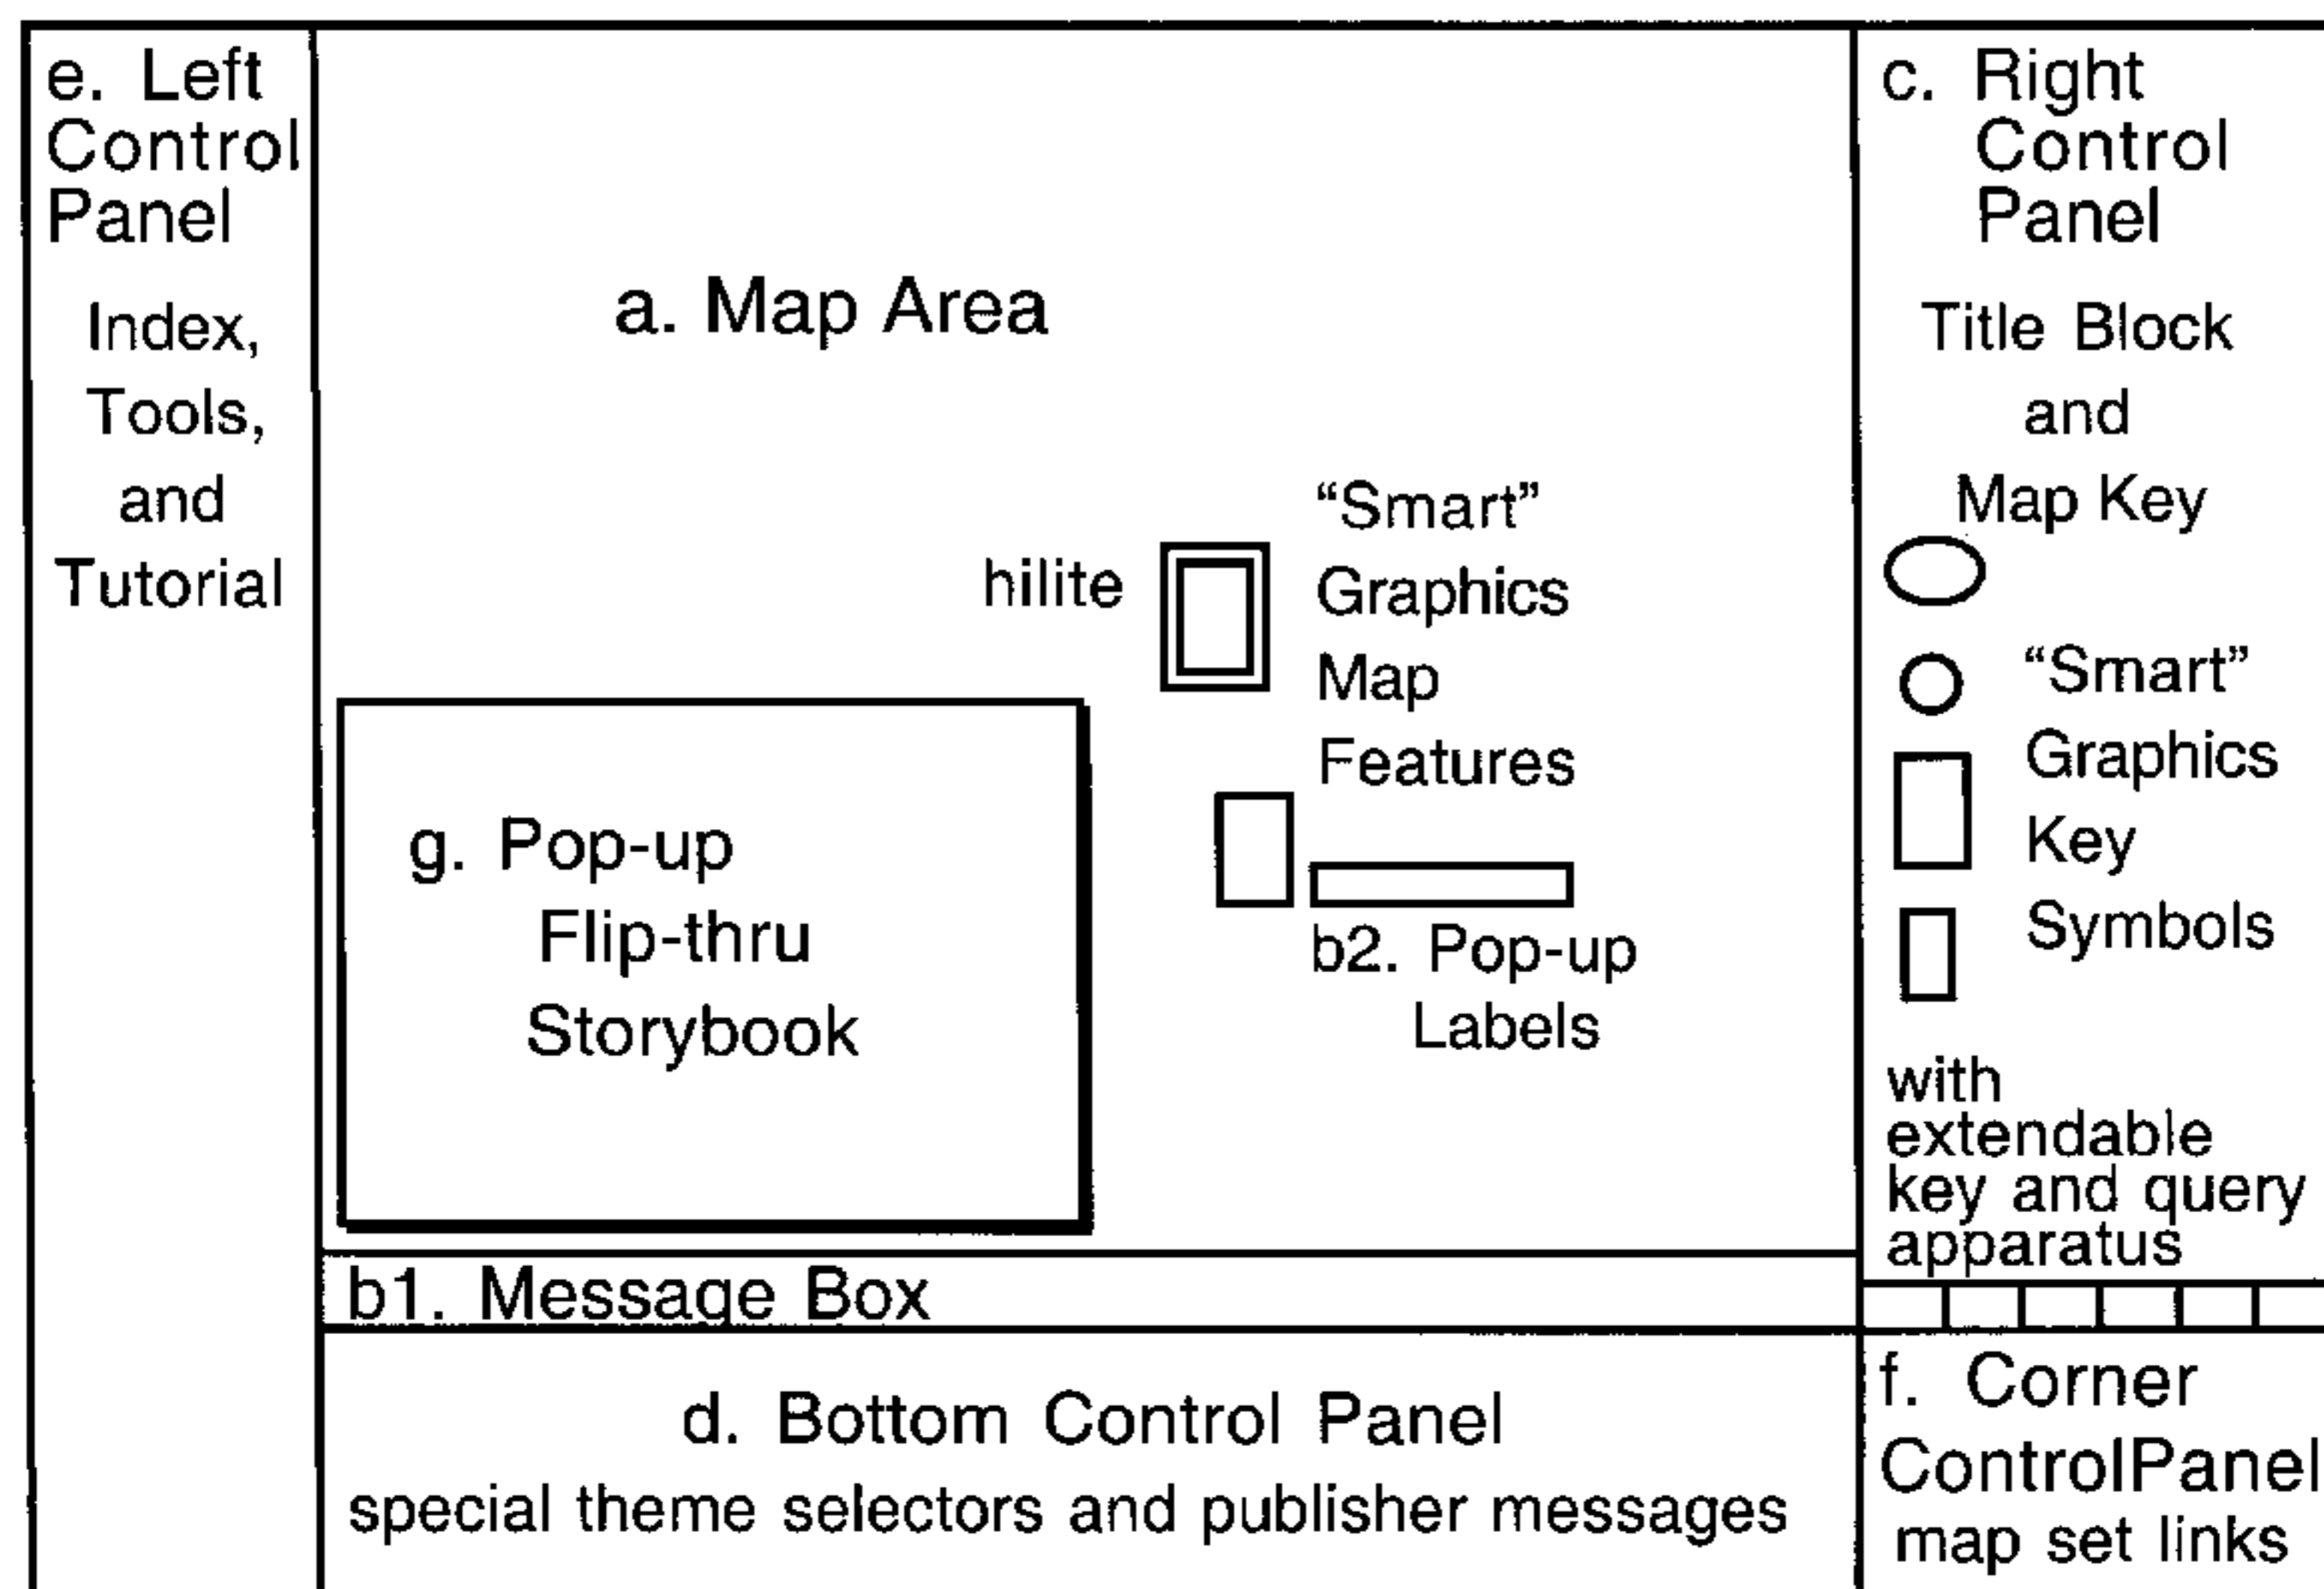 e. Left
Control
Panel
Index,
Tools,
and
Tutorial
a. Map Area
hilite
“Smart”
Graphics
Map
Features
g. Pop-up
Flip-thru
Storybook
b2. Pop-up
Labels
b1. Message Box
d. Bottom Control Panel
special theme selectors and publisher messages
c. Right
Control
Panel
Title Block
and
Map Key
“Smart”
Graphics
Key
Symbols
with
extendable
key and query
apparatus
f. Corner
ControlPanel
map set links